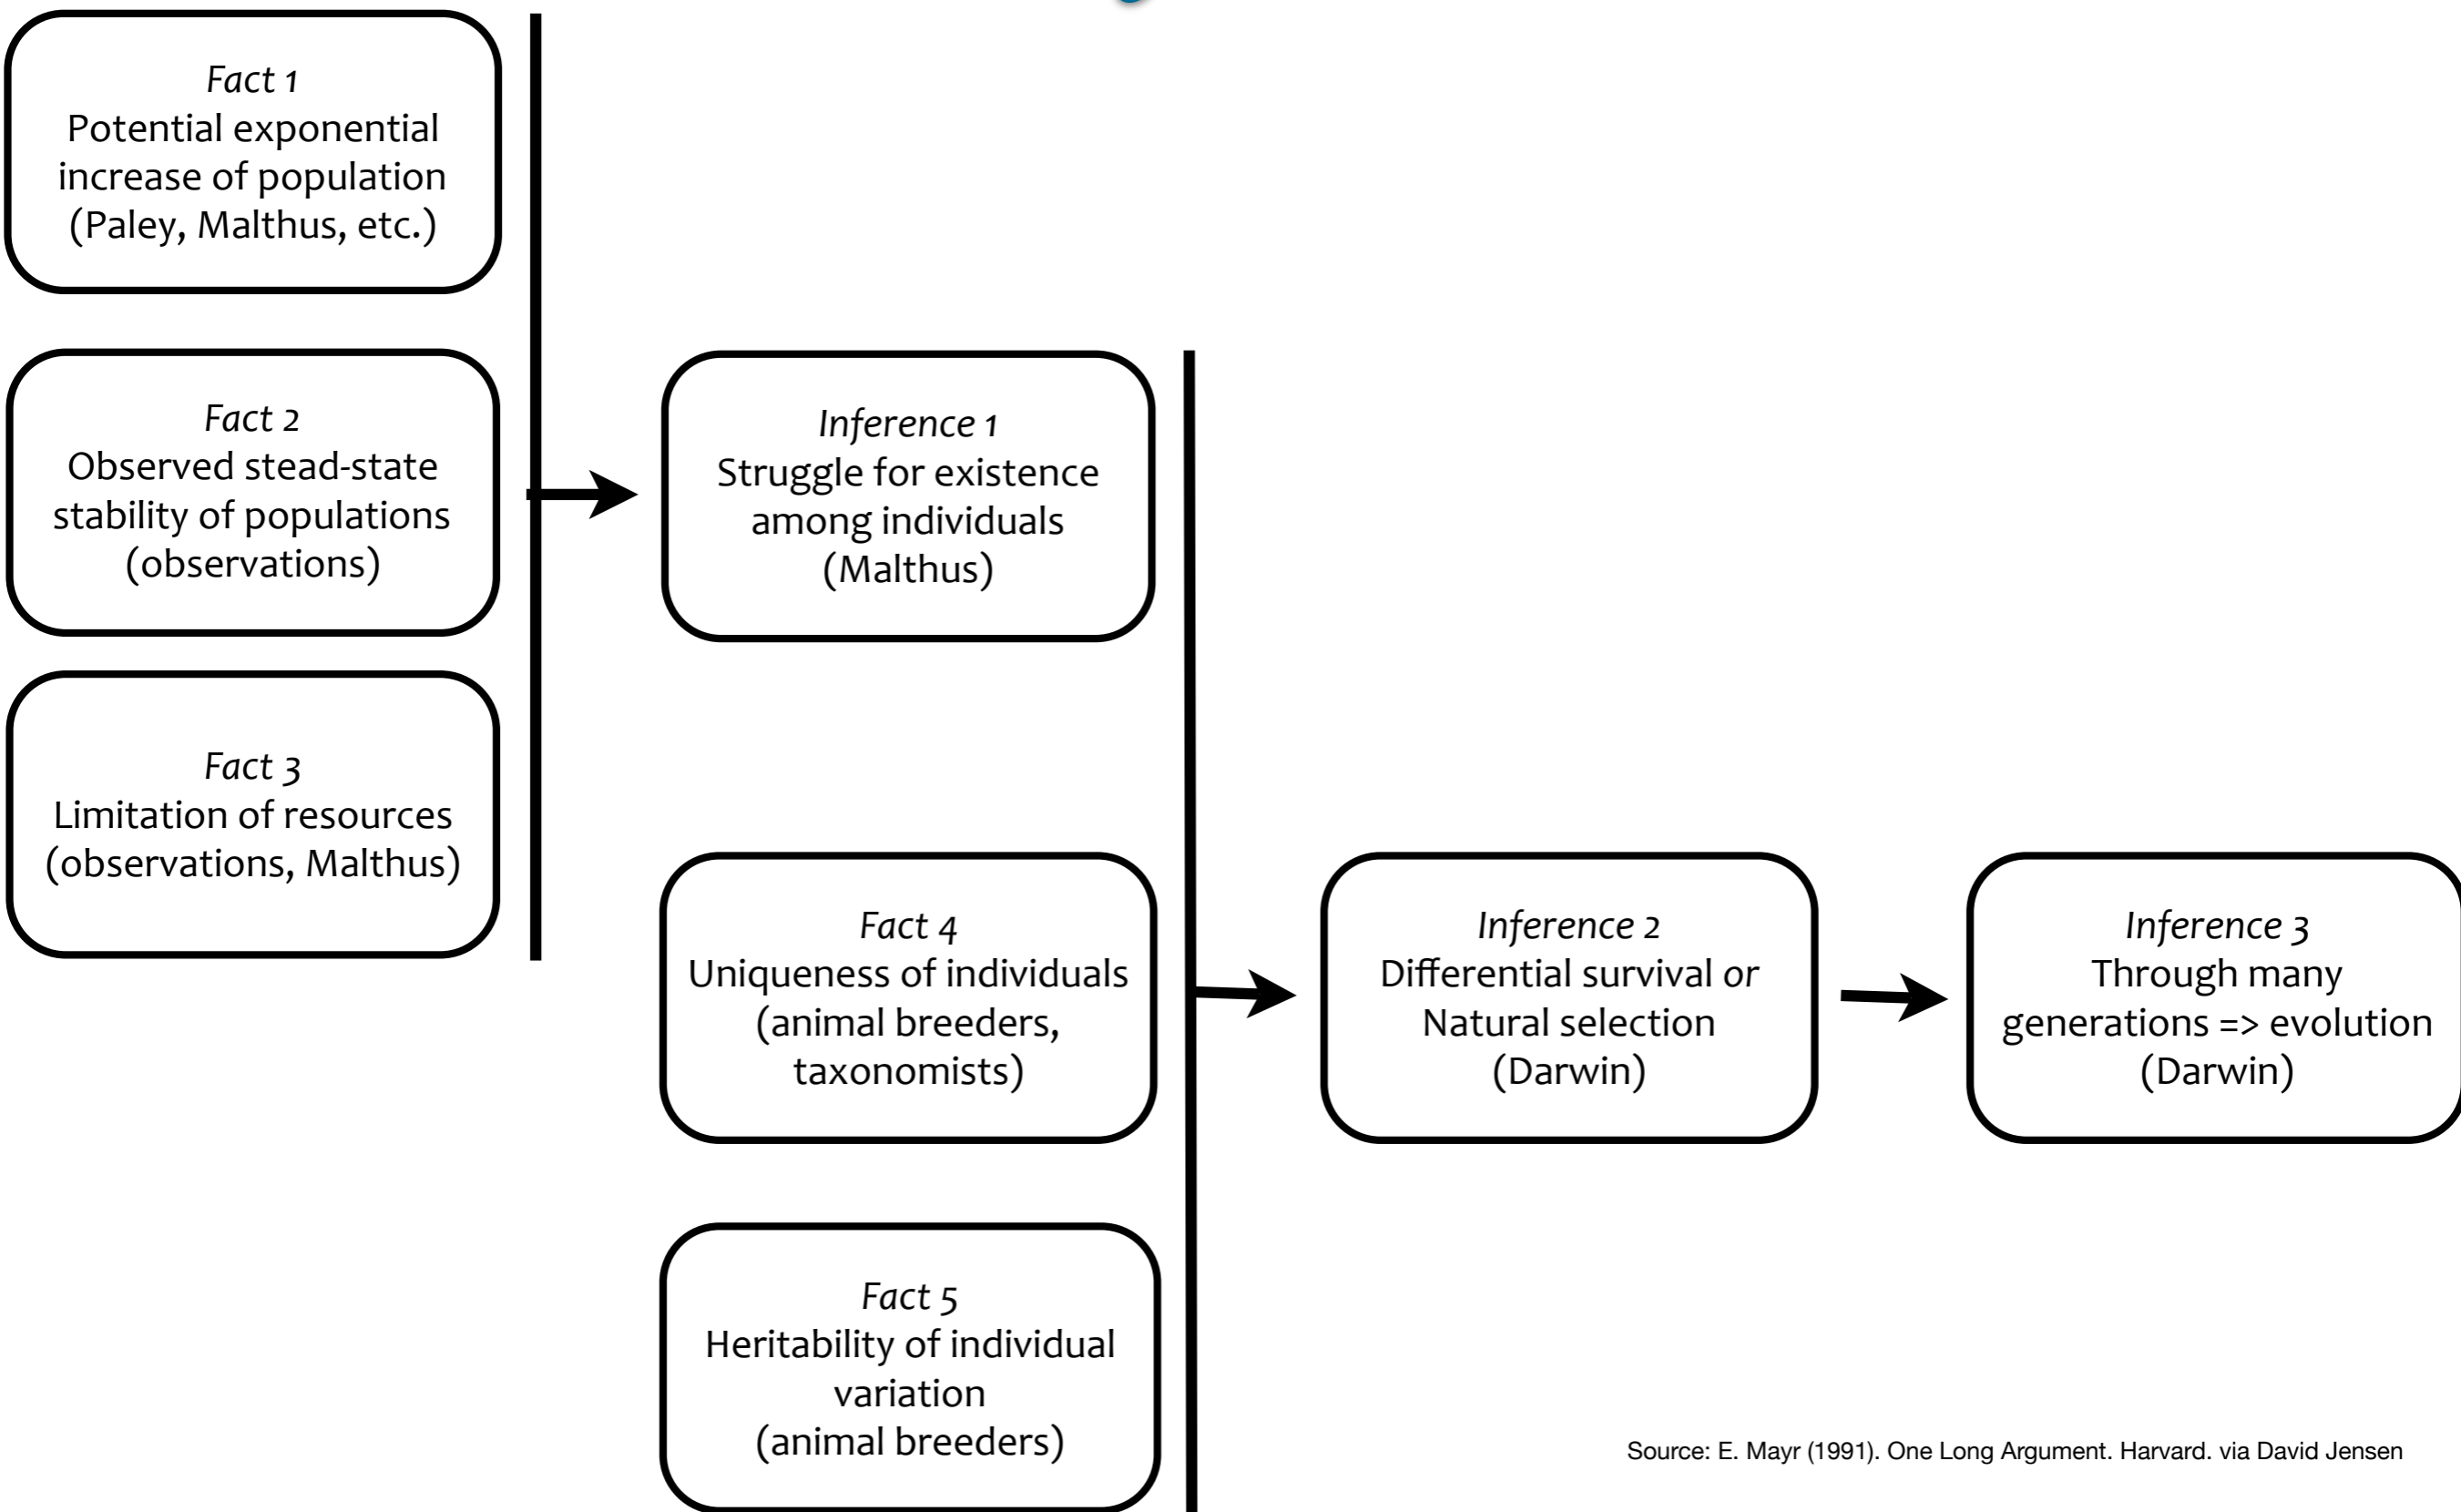 Fact 1
Potential exponential
increase of population
(Paley, Malthus, etc.)
Fact 2
Observed stead-state
stability of populations
(observations)
Fact 3
Limitation of resources
(observations, Malthus)
Inference 1
Struggle for existence
among individuals
(Malthus)
Fact 4
Uniqueness of individuals
(animal breeders,
taxonomists)
Fact 5
Heritability of individual
variation
(animal breeders)
Inference 2
Differential survival or
Natural selection
(Darwin)
Inference 3
Through many
generations => evolution
(Darwin)
Source: E. Mayr (1991). One Long Argument. Harvard. via David Jensen